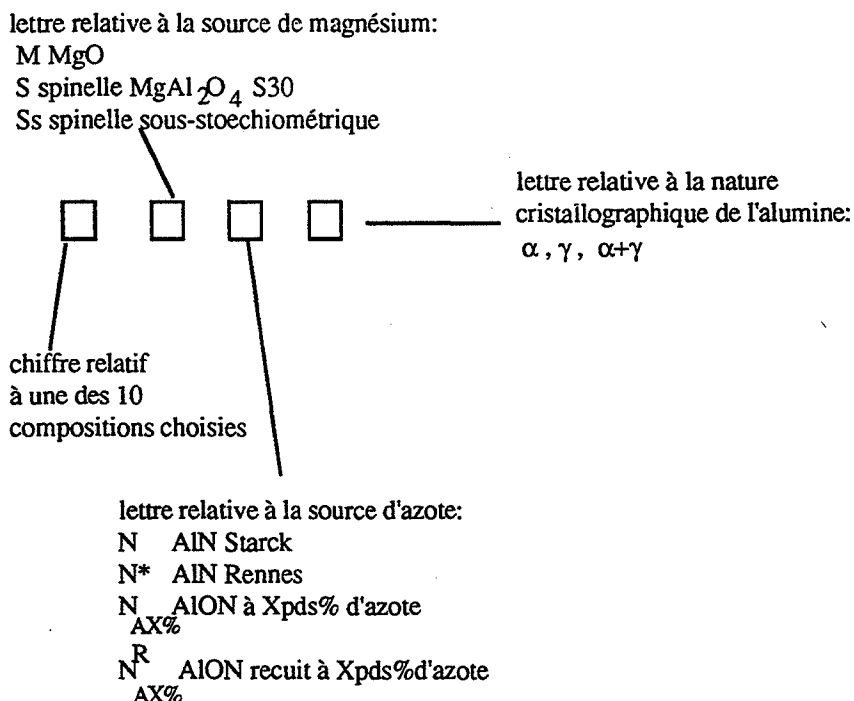 lettre relative à la source de magnésium:
M MgO
S spinelle MgAl2O4 S30
Ss spinelle sous-stoechiométrique
lettre relative à la nature
cristallographique de l'alumine:
α , γ , α+γ
chiffre relatif
à une des 10
compositions choisies
lettre relative à la source d'azote:
N AlN Starck
N* AlN Rennes
N AX% AlON à Xpds% d'azote
N R AX% AlON recuit à Xpds%d'azote